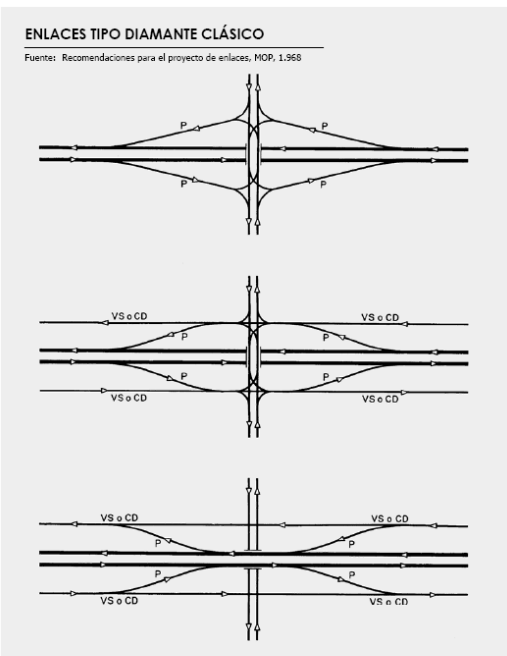 ENLACES TIPO DIAMANTE CLÁSICO
Fuente: Recomendaciones para el proyecto de enlaces, MOP, 1.968
P P
P P
VS o CD VS o CD
P P
P P
VS o CD VS o CD
VS o CD VS o CD
P P
P P
VS o CD VS o CD